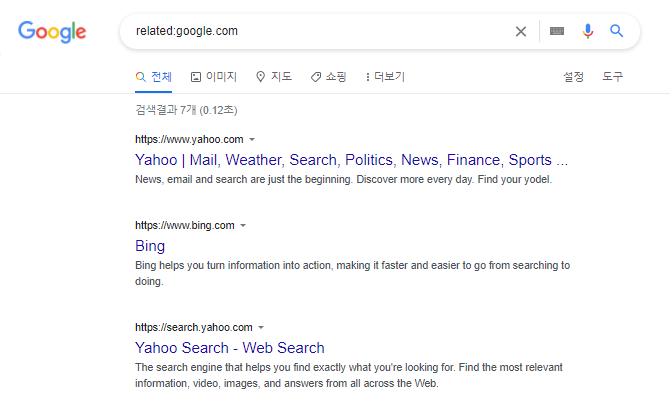 Google
related:google.com
전체 이미지 지도 쇼핑 더보기 설정 도구
검색결과 7개 (0.12초)
https://www.yahoo.com
Yahoo | Mail, Weather, Search, Politics, News, Finance, Sports ...
News, email and search are just the beginning. Discover more every day. Find your yodel.
https://www.bing.com
Bing
Bing helps you turn information into action, making it faster and easier to go from searching to
doing.
https://search.yahoo.com
Yahoo Search - Web Search
The search engine that helps you find exactly what you're looking for. Find the most relevant
information, video, images, and answers from all across the Web.